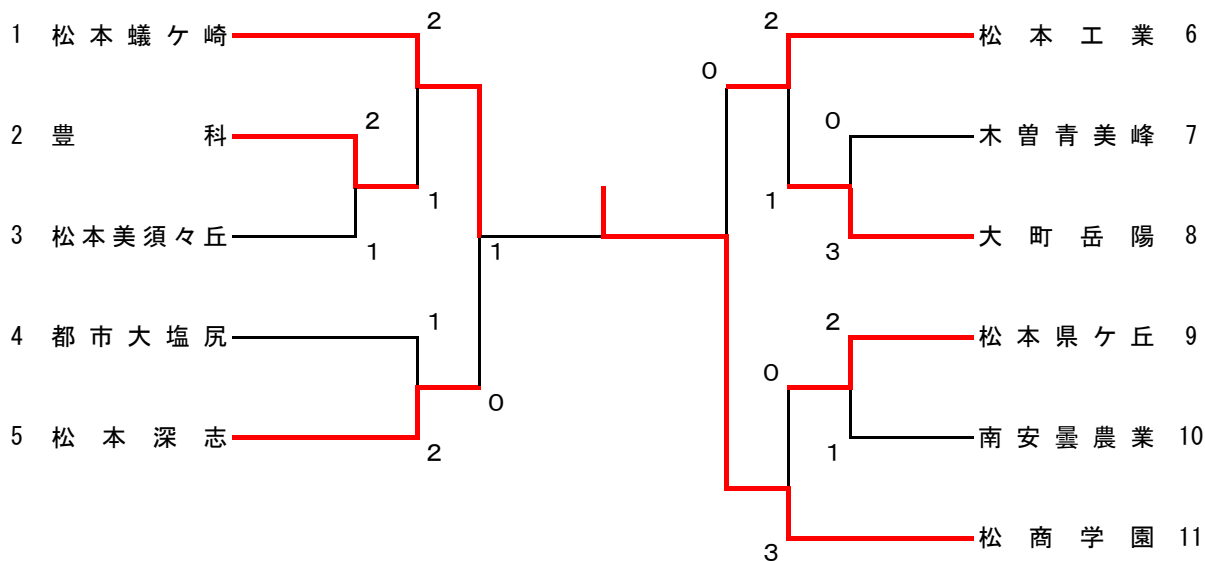 1 松本蟻ケ崎
2
2 豊科
2
1
3 松本美須々丘
1
1
4 都市大塩尻
1
0
5 松本深志
2
2
松本工業 6
0
0
木曽青美峰 7
1
大町岳陽 8
3
2
松本県ケ丘 9
0
南安曇農業 10
1
松商学園 11
3